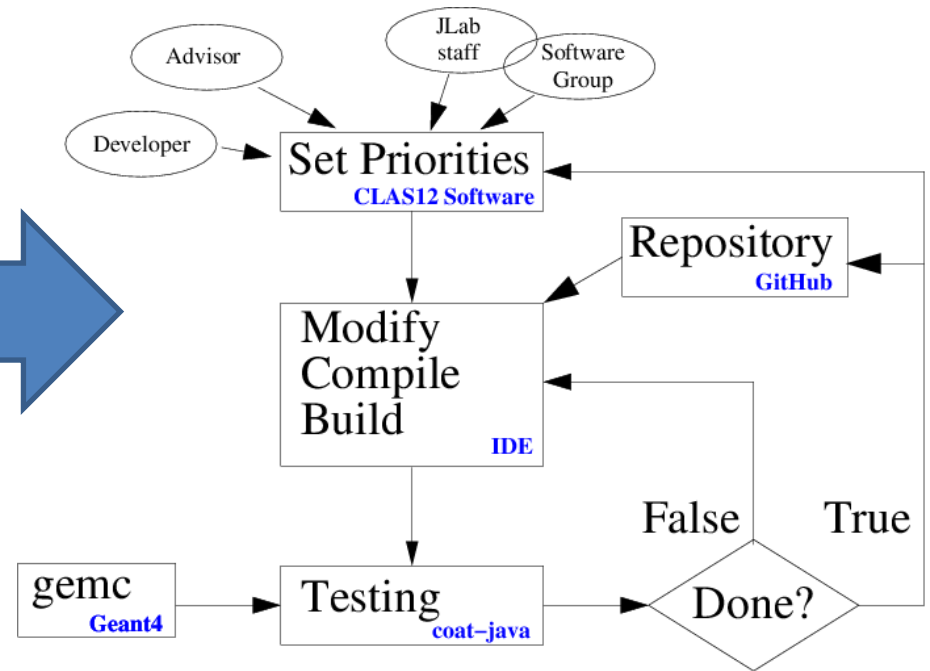 JLab
staff
Advisor
Software
Group
Developer
Set Priorities
CLAS12 Software
Repository
GitHub
Modify
Compile
Build
IDE
False
True
gemc
Geant4
Testing
coat−java
Done?